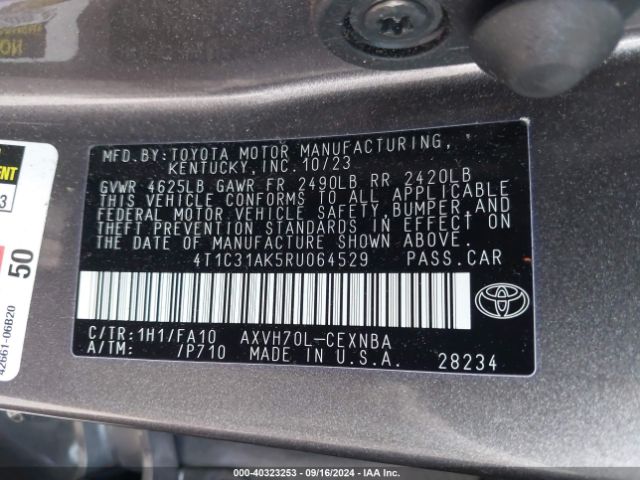 MFD.BY:TOYOTA MOTOR MANUFACTURING,
KENTUCKY,INC. 10/23
GVWR 4625LB GAWR FR 2490LB RR 2420LB
THIS VEHICLE CONFORMS TO ALL APPLICABLE
FEDERAL MOTOR VEHICLE SAFETY,BUMPER,AND
THEFT PREVENTION STANDARDS IN EFFECT ON
THE DATE OF MANUFACTURE SHOWN ABOVE.
4T1C31AK5RU064529 PASS.CAR
C/TR:1H1/FA10 AXVH70L-CEXNBA
A/TM: /P710 MADE IN U.S.A. 28234
50
42661-06B20
VEHICLE: - 40323253 - 09/16/2024 - IAA Inc.